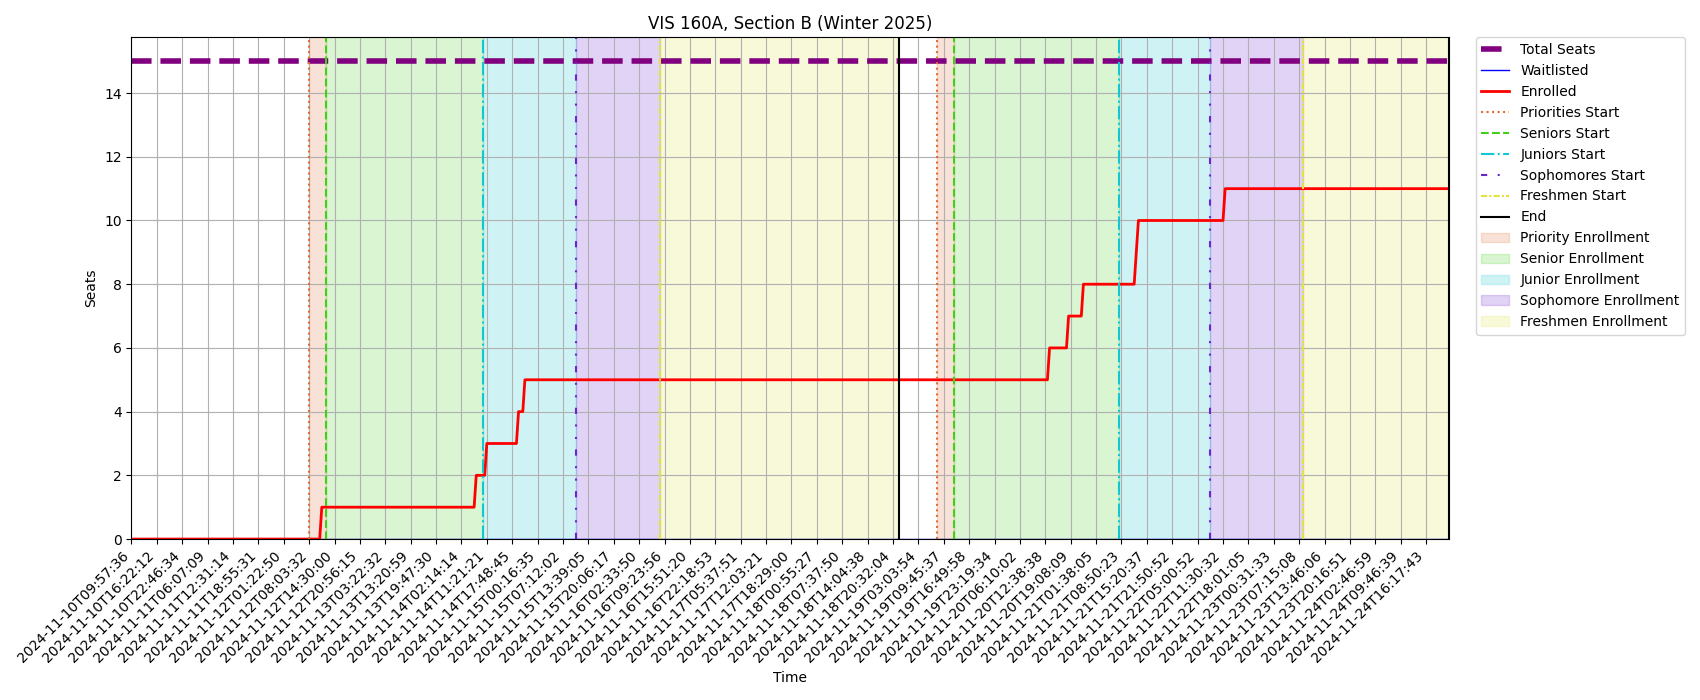 VIS 160A, Section B (Winter 2025)
Seats
14
12
10
8
6
4
2
0
2024-11-10T09:57:36
2024-11-10T16:22:12
2024-11-10T22:46:34
2024-11-11T06:07:09
2024-11-11T12:31:14
2024-11-11T18:55:31
2024-11-12T01:22:50
2024-11-12T08:03:32
2024-11-12T14:30:00
2024-11-12T20:56:15
2024-11-13T03:22:32
2024-11-13T13:20:59
2024-11-13T19:47:30
2024-11-14T02:14:14
2024-11-14T11:21:21
2024-11-14T17:48:45
2024-11-15T00:16:35
2024-11-15T07:12:02
2024-11-15T13:39:05
2024-11-15T20:06:17
2024-11-16T02:33:50
2024-11-16T09:23:56
2024-11-16T15:51:20
2024-11-16T22:18:53
2024-11-17T05:37:51
2024-11-17T12:03:21
2024-11-17T18:29:00
2024-11-18T00:55:27
2024-11-18T07:37:50
2024-11-18T14:04:38
2024-11-18T20:32:04
2024-11-19T03:03:54
2024-11-19T09:45:37
2024-11-19T16:49:58
2024-11-19T23:19:34
2024-11-20T06:10:02
2024-11-20T12:38:38
2024-11-20T19:08:09
2024-11-21T01:38:05
2024-11-21T08:50:23
2024-11-21T15:20:37
2024-11-21T21:50:52
2024-11-22T05:00:52
2024-11-22T11:30:32
2024-11-22T18:01:05
2024-11-23T00:31:33
2024-11-23T07:15:08
2024-11-23T13:46:06
2024-11-23T20:16:51
2024-11-24T02:46:59
2024-11-24T09:46:39
2024-11-24T16:17:43
Time
Total Seats
Waitlisted
Enrolled
Priorities Start
Seniors Start
Juniors Start
Sophomores Start
Freshmen Start
End
Priority Enrollment
Senior Enrollment
Junior Enrollment
Sophomore Enrollment
Freshmen Enrollment